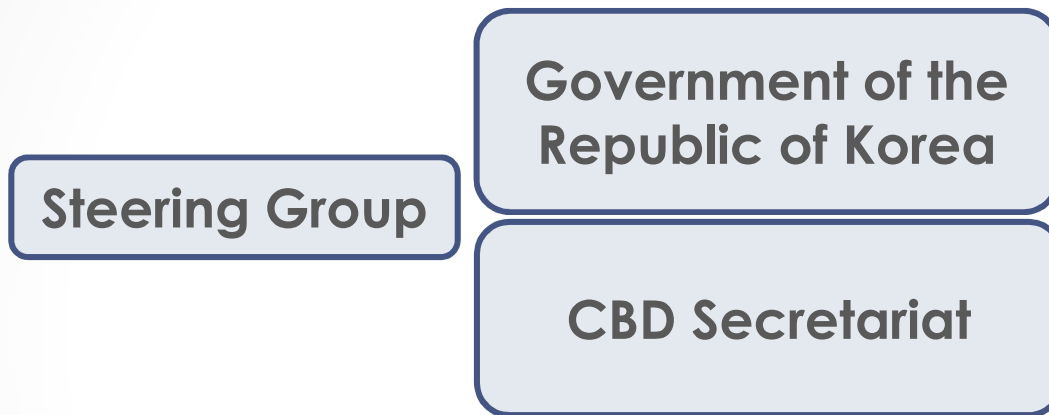 Steering Group
Government of the
Republic of Korea
CBD Secretariat